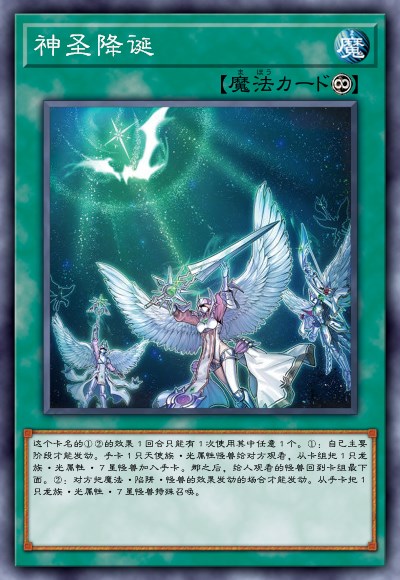 神圣降诞
魔
まほう
【魔法カード】
这个卡名的①②的效果1回合只能有1次使用其中任意1个。①：自己主要
阶段才能发动。手卡1只天使族·光属性怪兽给对方观看，从卡组把1只龙
族·光属性·7星怪兽加入手卡。那之后，给人观看的怪兽回到卡组最下
面。②：对方把魔法·陷阱·怪兽的效果发动的场合才能发动。从手卡把1
只龙族·光属性·7星怪兽特殊召唤。